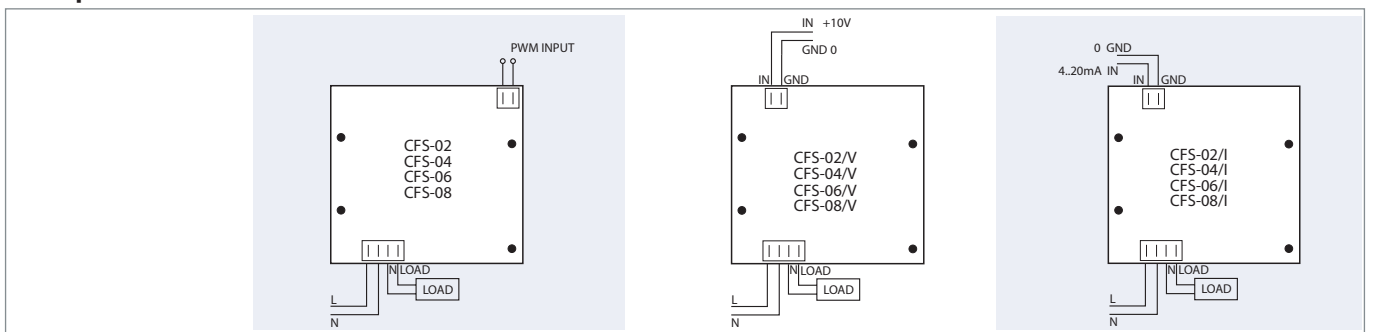 PWM INPUT
CFS-02
CFS-04
CFS-06
CFS-08
N LOAD
LOAD
L
N
IN +10V
GND 0
IN GND
CFS-02/V
CFS-04/V
CFS-06/V
CFS-08/V
N LOAD
LOAD
L
N
0 GND
4..20mA IN
IN GND
CFS-02/I
CFS-04/I
CFS-06/I
CFS-08/I
N LOAD
LOAD
L
N